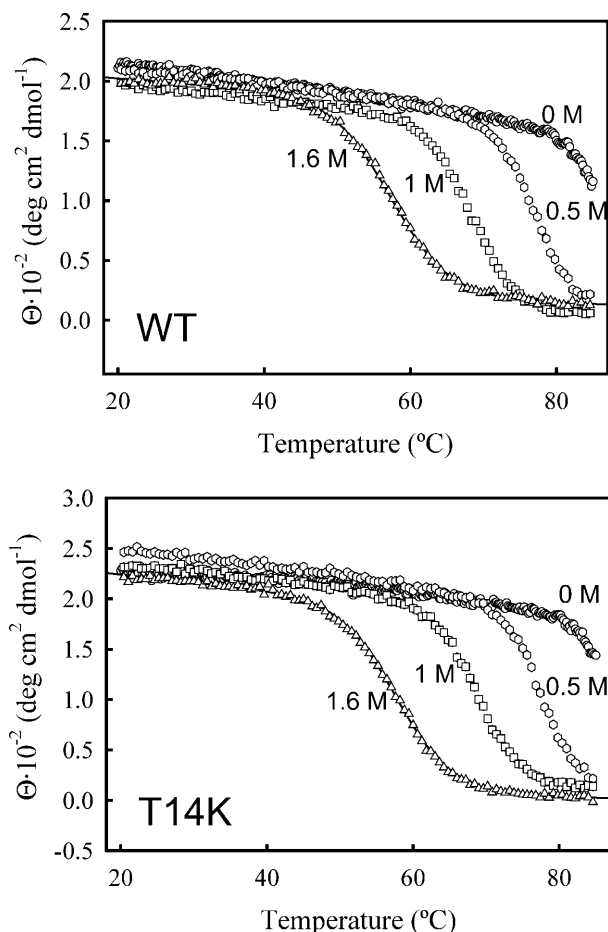 2.5
2.0
1.5
1.0
0.5
0.0
Θ·10⁻² (deg cm² dmol⁻¹)
0 M
1.6 M
1 M
0.5 M
WT
20 40 60 80
Temperature (ºC)
3.0
2.5
2.0
1.5
1.0
0.5
0.0
-0.5
Θ·10⁻² (deg cm² dmol⁻¹)
0 M
1.6 M
1 M
0.5 M
T14K
20 40 60 80
Temperature (ºC)